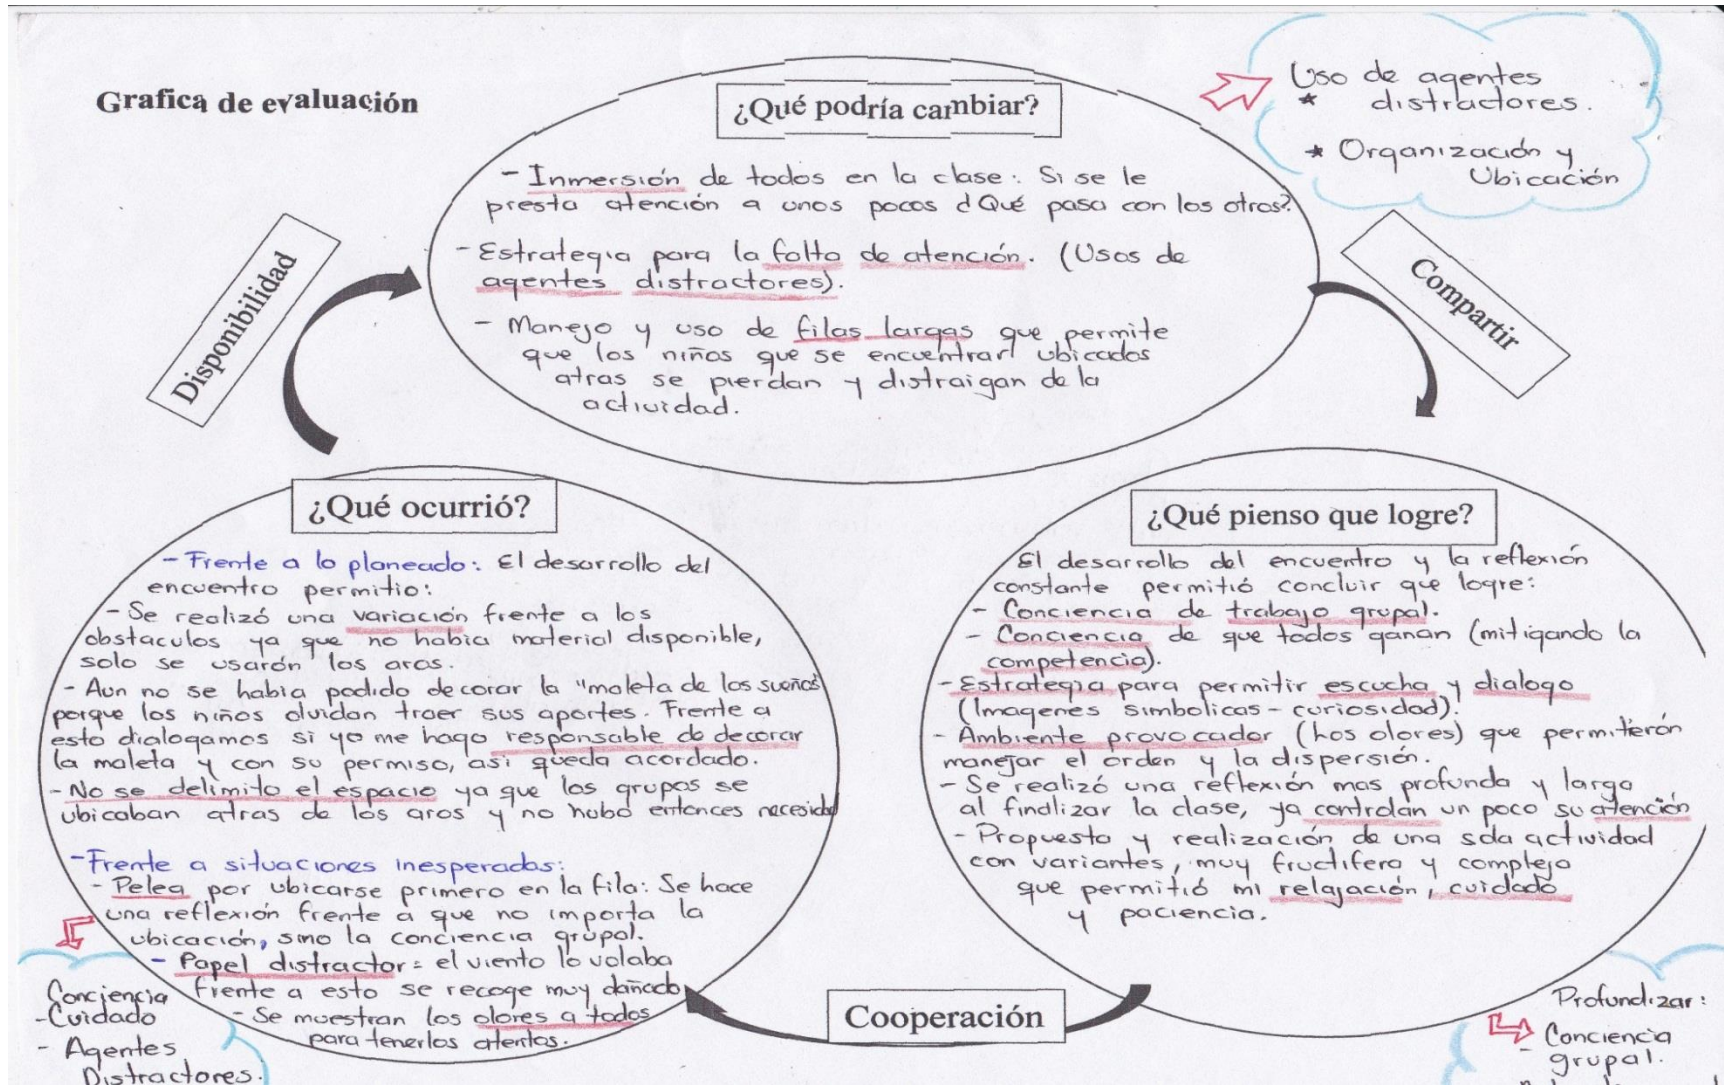 Grafica de evaluación
¿Qué podría cambiar?
- Inmersión de todos en la clase: Si se le
presta atención a unos pocos ¿Qué pasa con los otros?
- Estrategia para la falta de atención. (Usos de
agentes distractores).
- Manejo y uso de filas largas que permite
que los niños que se encuentran ubicados
atras se pierdan y distraigan de la
actividad.
Uso de agentes
* distractores.
* Organización y
Ubicación
Disponibilidad
Compartir
¿Qué ocurrió?
- Frente a lo planeado: El desarrollo del
encuentro permitio:
- Se realizó una variación frente a los
obstaculos ya que no habia material disponible,
solo se usarón los aros.
- Aun no se habia podido decorar la "maleta de los sueños"
porque los niños olvidan traer sus aportes. Frente a
esto dialogamos si yo me hago responsable de decorar
la maleta y con su permiso, asi queda acordado.
- No se delimito el espacio ya que los grupos se
ubicaban atras de los aros y no hubo entonces necesidad
- Frente a situaciones inesperadas:
- Pelea por ubicarse primero en la fila: Se hace
una reflexión frente a que no importa la
ubicación, sino la conciencia grupal.
- Papel distractor: el viento lo volaba
frente a esto se recoge muy dañado
- Se muestran los olores a todos
para tenerlos atentos.
Conciencia
- Cuidado
- Agentes
Distractores.
¿Qué pienso que logre?
El desarrollo del encuentro y la reflexión
constante permitió concluir que logre:
- Conciencia de trabajo grupal.
- Conciencia de que todos ganan (mitigando la
competencia).
- Estrategia para permitir escucha y dialogo
(Imagenes simbolicas - curiosidad).
- Ambiente provocador (Los olores) que permitierón
manejar el orden y la dispersión.
- Se realizó una reflexión mas profunda y larga
al finalizar la clase, ya controlan un poco su atención
- Propuesta y realización de una sola actividad
con variantes, muy fructifera y compleja
que permitió mi relajación, cuidado
y paciencia.
Cooperación
Profundizar:
- Conciencia
grupal.